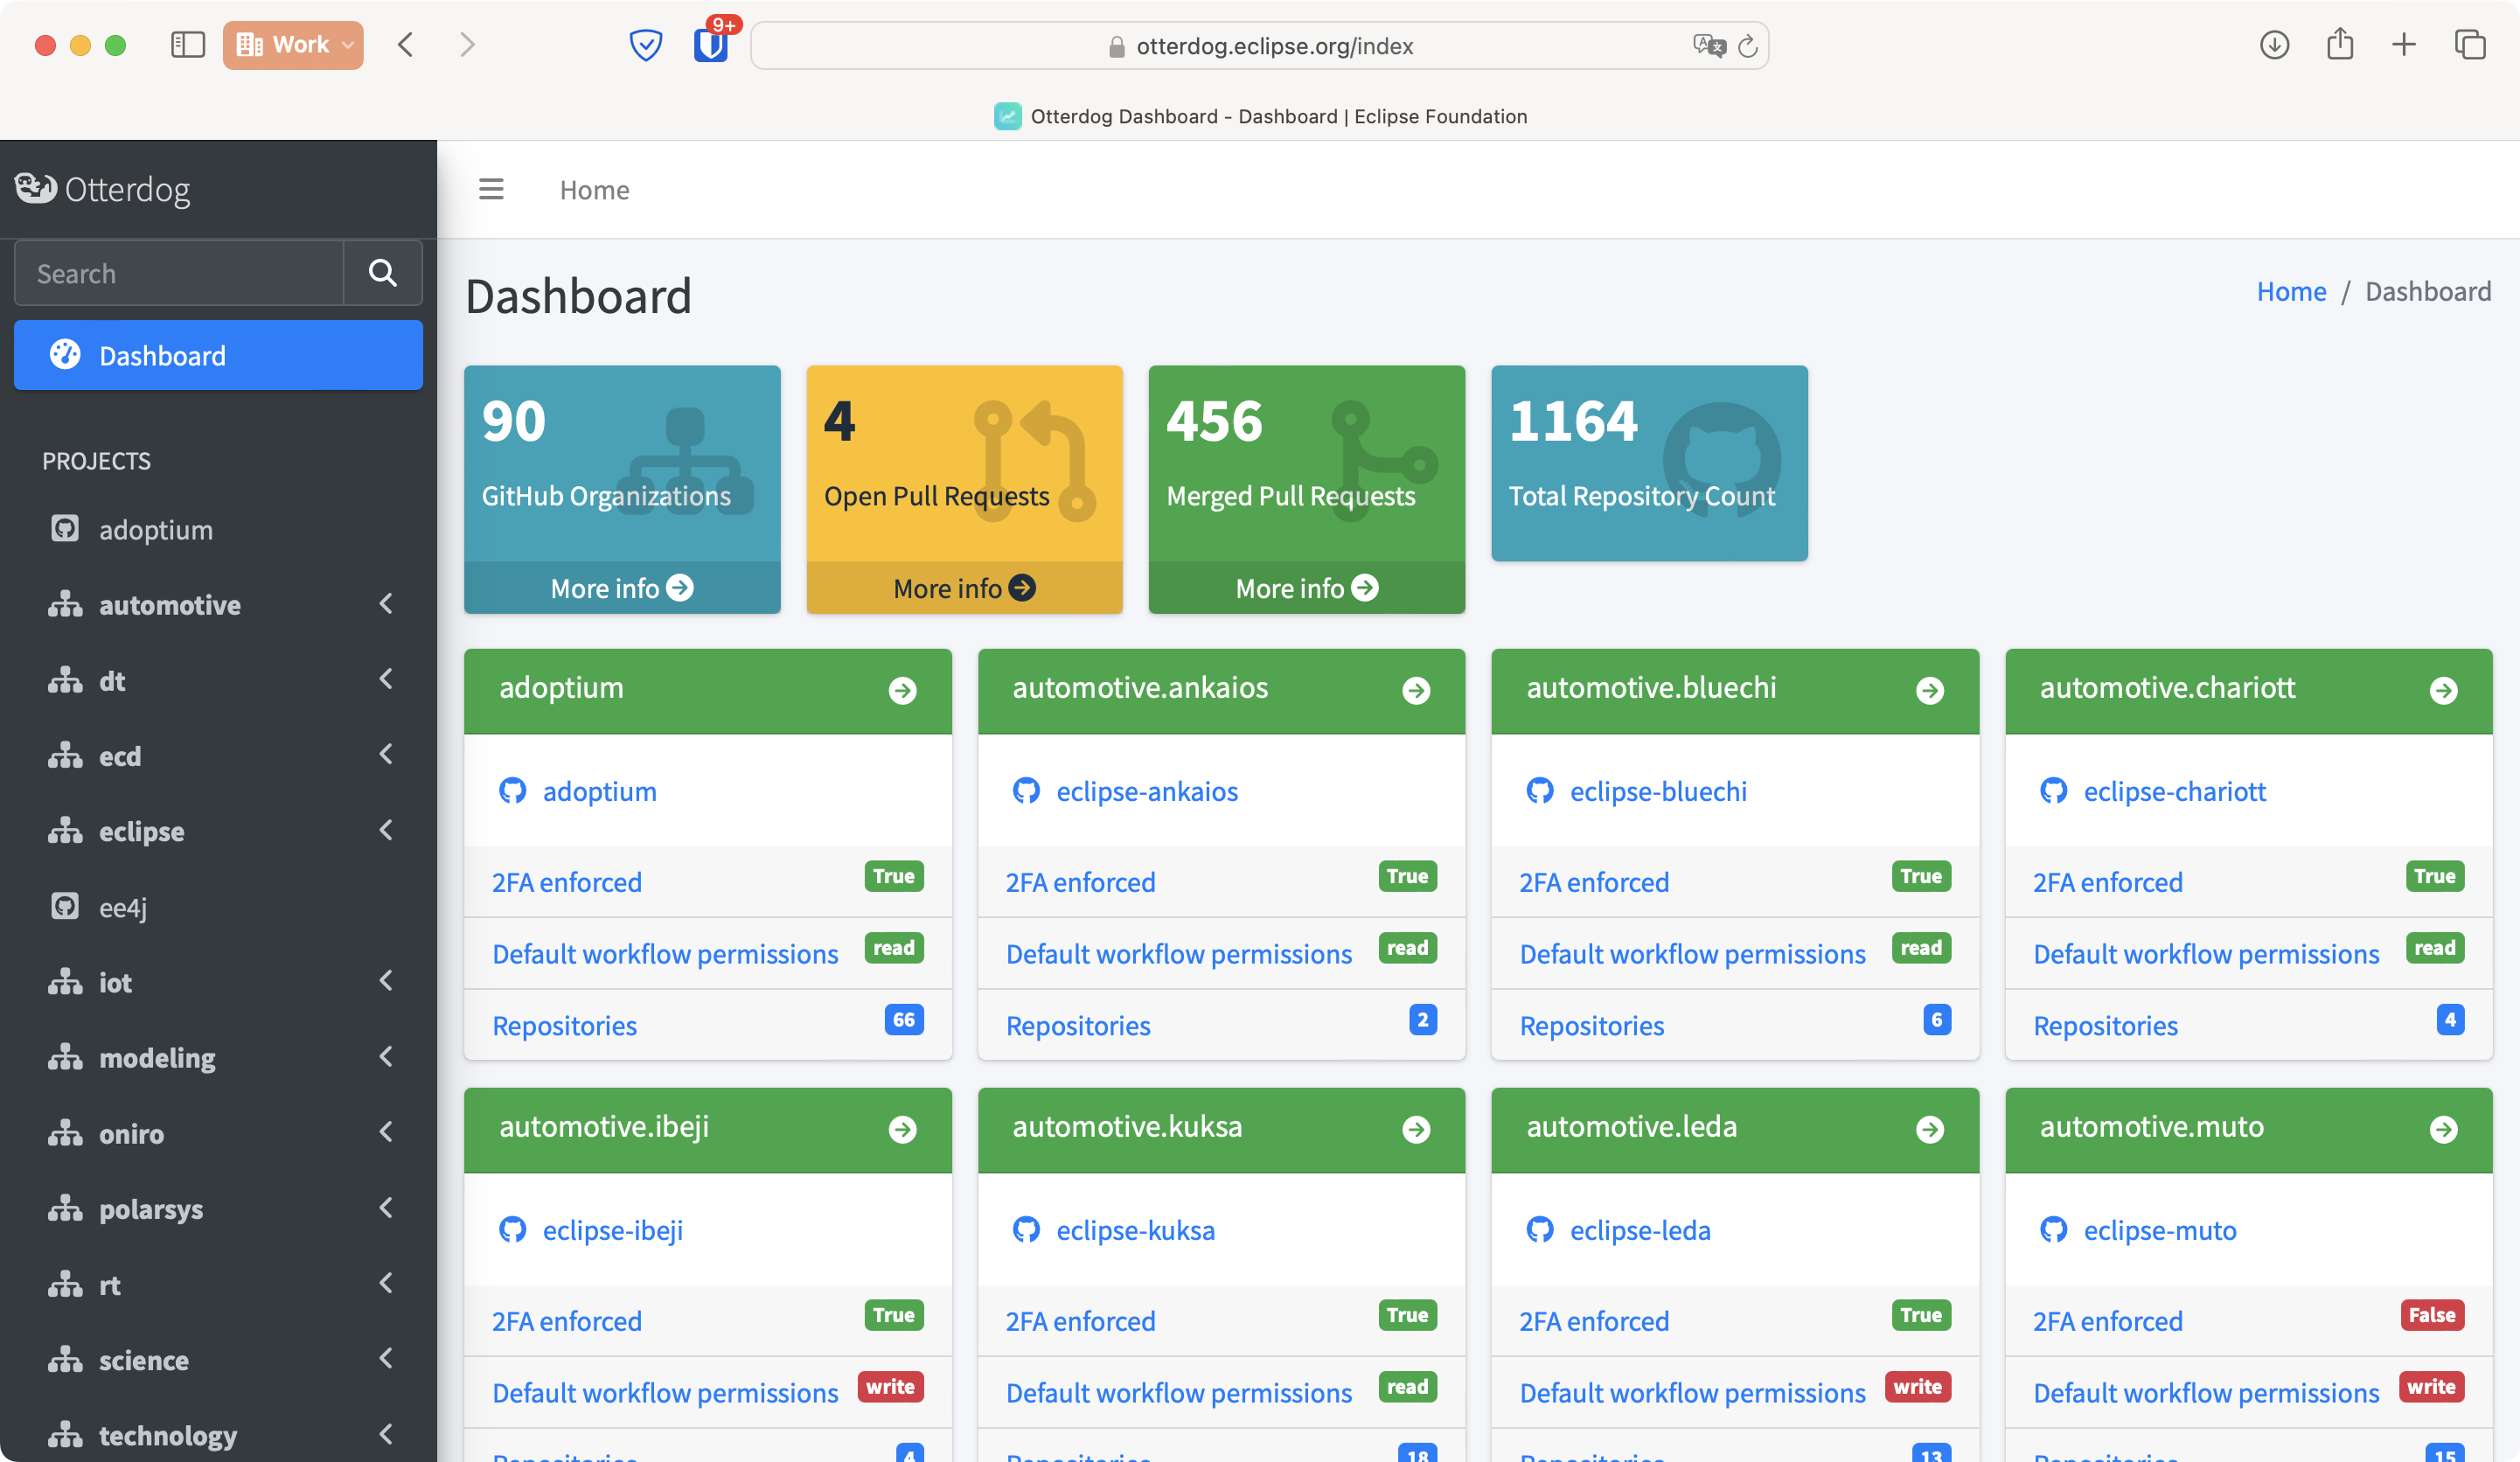 Work
9+
otterdog.eclipse.org/index
Otterdog Dashboard - Dashboard | Eclipse Foundation
Otterdog
Home
Search
Dashboard
PROJECTS
adoptium
automotive
dt
ecd
eclipse
ee4j
iot
modeling
oniro
polarsys
rt
science
technology
Dashboard
Home / Dashboard
90
GitHub Organizations
More info
4
Open Pull Requests
More info
456
Merged Pull Requests
More info
1164
Total Repository Count
adoptium
adoptium
2FA enforced True
Default workflow permissions read
Repositories 66
automotive.ankaios
eclipse-ankaios
2FA enforced True
Default workflow permissions read
Repositories 2
automotive.bluechi
eclipse-bluechi
2FA enforced True
Default workflow permissions read
Repositories 6
automotive.chariott
eclipse-chariott
2FA enforced True
Default workflow permissions read
Repositories 4
automotive.ibeji
eclipse-ibeji
2FA enforced True
Default workflow permissions write
Repositories 4
automotive.kuksa
eclipse-kuksa
2FA enforced True
Default workflow permissions read
Repositories 18
automotive.leda
eclipse-leda
2FA enforced True
Default workflow permissions write
Repositories 13
automotive.muto
eclipse-muto
2FA enforced False
Default workflow permissions write
Repositories 15